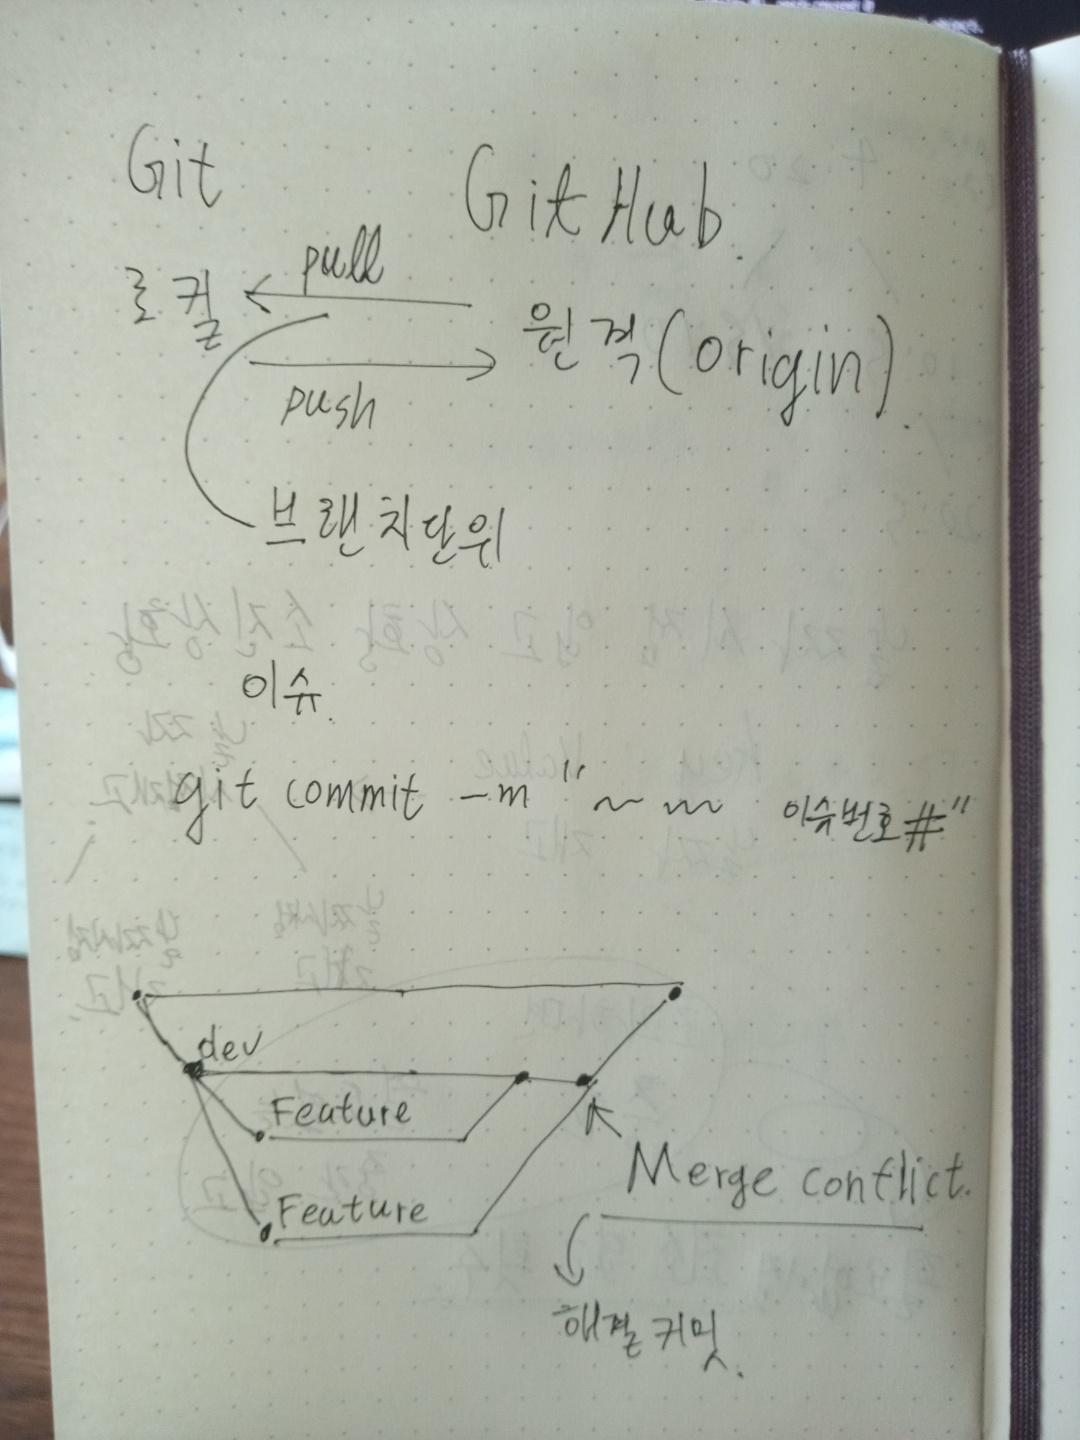 Git
GitHub.
pull
로컬
원격(origin).
push
브랜치단위
이슈.
git commit -m "~ ~~ 이슈번호#"
dev
Feature
Feature
Merge conflict.
해결 커밋.